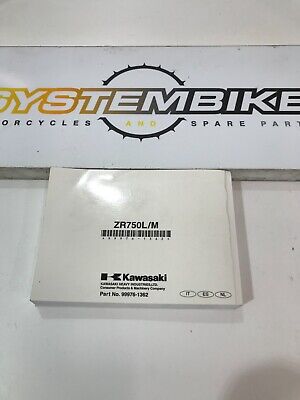 SYSTEMBIKE
ORCYCLES AND SPARE PART
ZR750L/M
Kawasaki
KAWASAKI HEAVY INDUSTRIES,LTD.
Consumer Products & Machinery Company
Part No. 99976-1362
IT ES NL